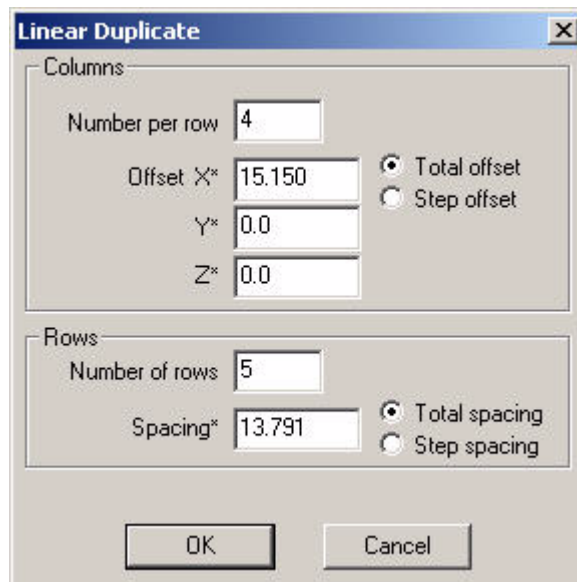 Linear Duplicate
Columns
Number per row 4
Offset X* 15.150
Total offset
Step offset
Y* 0.0
Z* 0.0
Rows
Number of rows 5
Spacing* 13.791
Total spacing
Step spacing
OK Cancel